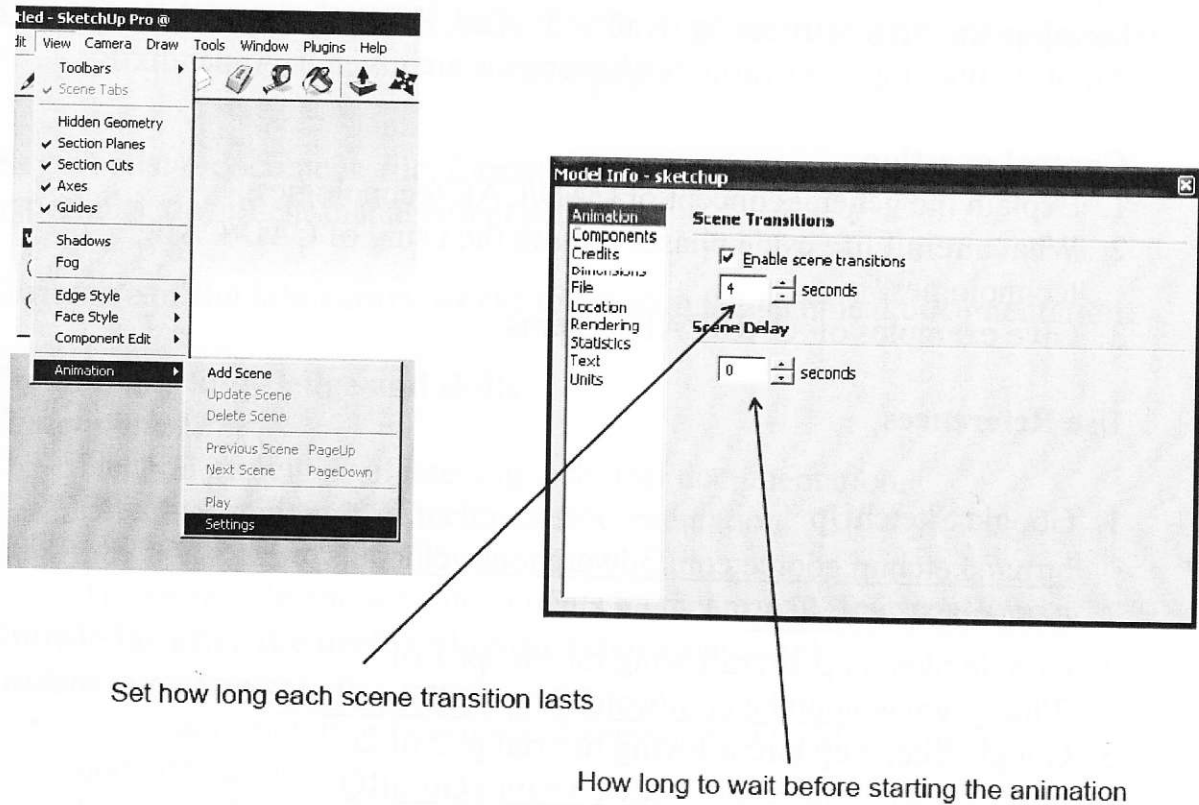 tled - SketchUp Pro @
dit View Camera Draw Tools Window Plugins Help
Toolbars
Scene Tabs
Hidden Geometry
Section Planes
Section Cuts
Axes
Guides
Shadows
Fog
Edge Style
Face Style
Component Edit
Animation
Add Scene
Update Scene
Delete Scene
Previous Scene PageUp
Next Scene PageDown
Play
Settings
Model Info - sketchup
Animation
Components
Credits
Dimensions
File
Location
Rendering
Statistics
Text
Units
Scene Transitions
Enable scene transitions
4 seconds
Scene Delay
0 seconds
Set how long each scene transition lasts
How long to wait before starting the animation